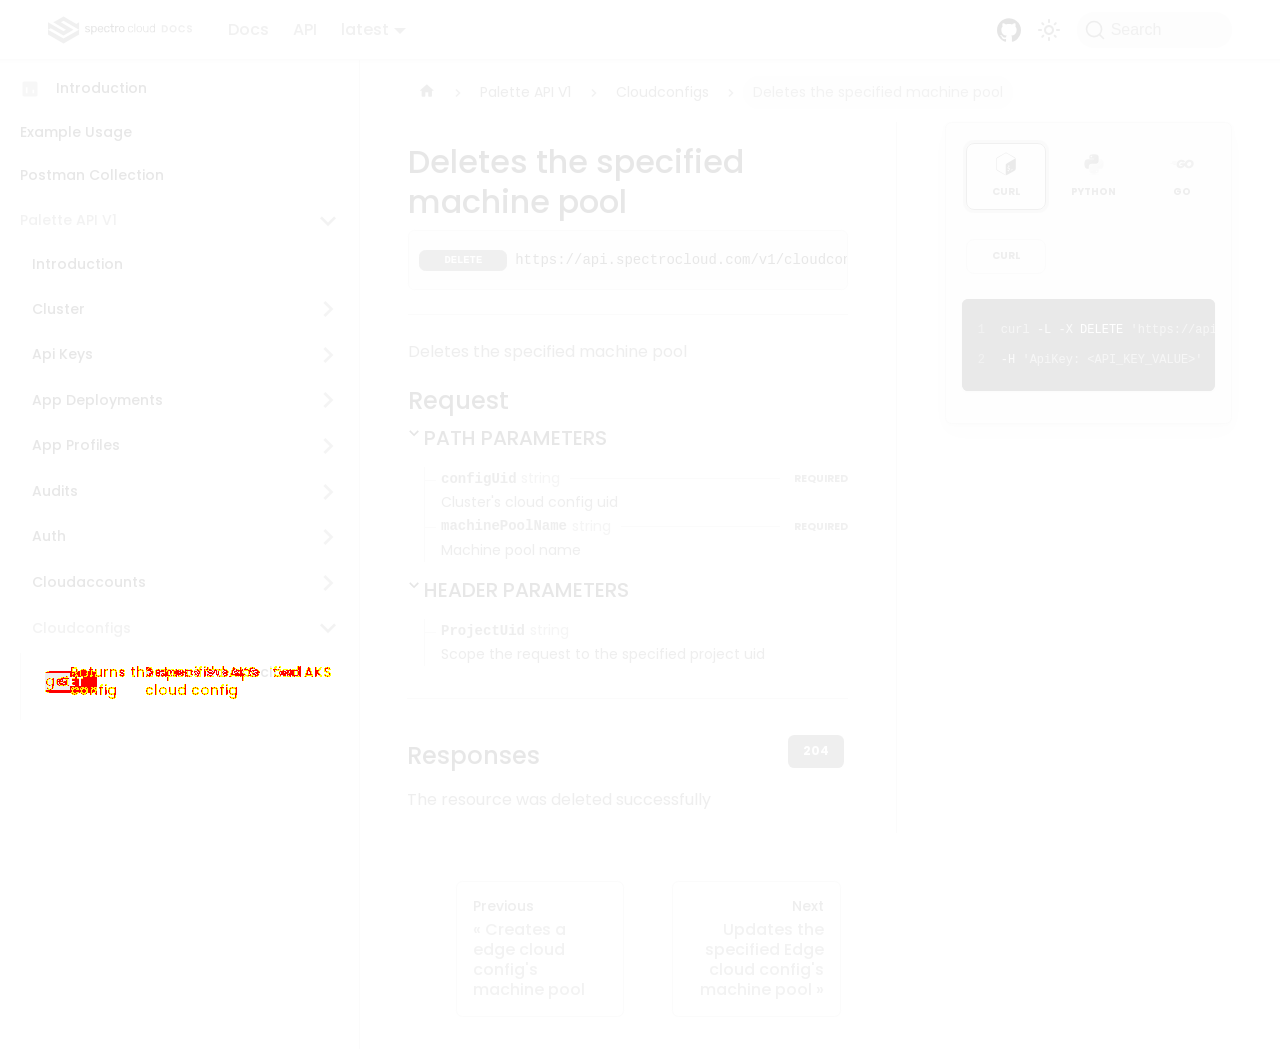 spectro cloud DOCS Docs API latest Search
Introduction
Example Usage
Postman Collection
Palette API V1
Introduction
Cluster
Api Keys
App Deployments
App Profiles
Audits
Auth
Cloudaccounts
Cloudconfigs
config
cloud config
Palette API V1 › Cloudconfigs › Deletes the specified machine pool
Deletes the specified
machine pool
DELETE https://api.spectrocloud.com/v1/cloudcon
Deletes the specified machine pool
Request
PATH PARAMETERS
configUid string REQUIRED
Cluster's cloud config uid
machinePoolName string REQUIRED
Machine pool name
HEADER PARAMETERS
ProjectUid string
Scope the request to the specified project uid
Responses
204
The resource was deleted successfully
Previous
« Creates a
edge cloud
config's
machine pool
Next
Updates the
specified Edge
cloud config's
machine pool »
CURL PYTHON GO
CURL
1 curl -L -X DELETE 'https://api
2 -H 'ApiKey: <API_KEY_VALUE>'